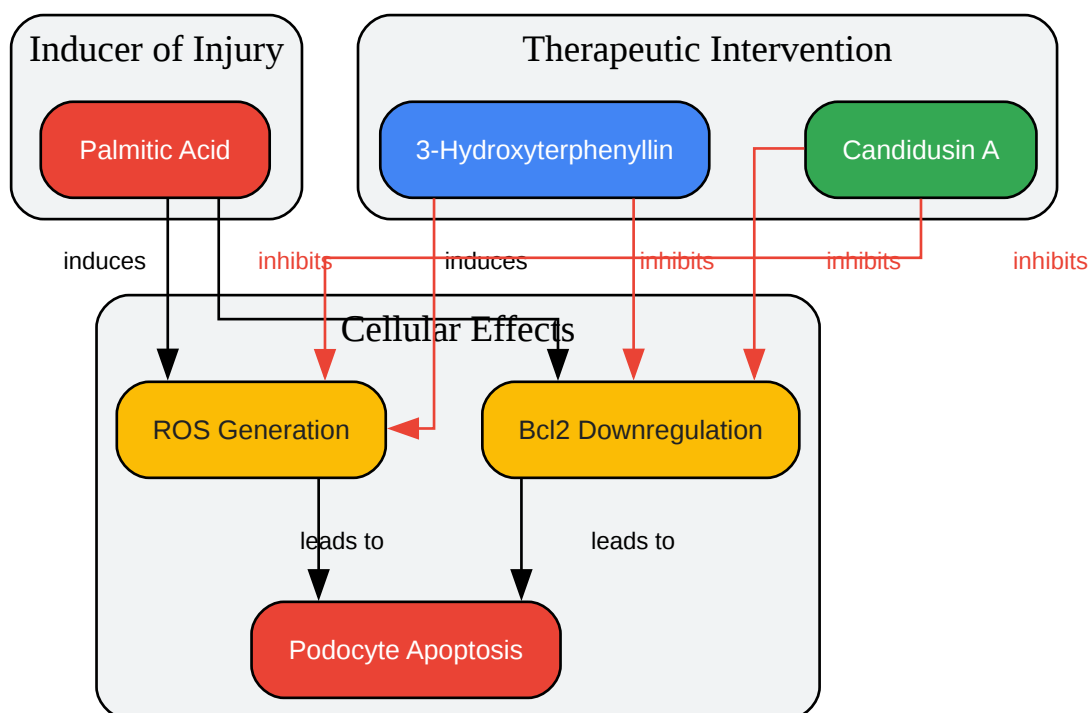 Inducer of Injury
Therapeutic Intervention
Palmitic Acid
3-Hydroxyterphenyllin
Candidusin A
induces
inhibits
induces
inhibits
inhibits
inhibits
Cellular Effects
ROS Generation
Bcl2 Downregulation
leads to
leads to
Podocyte Apoptosis